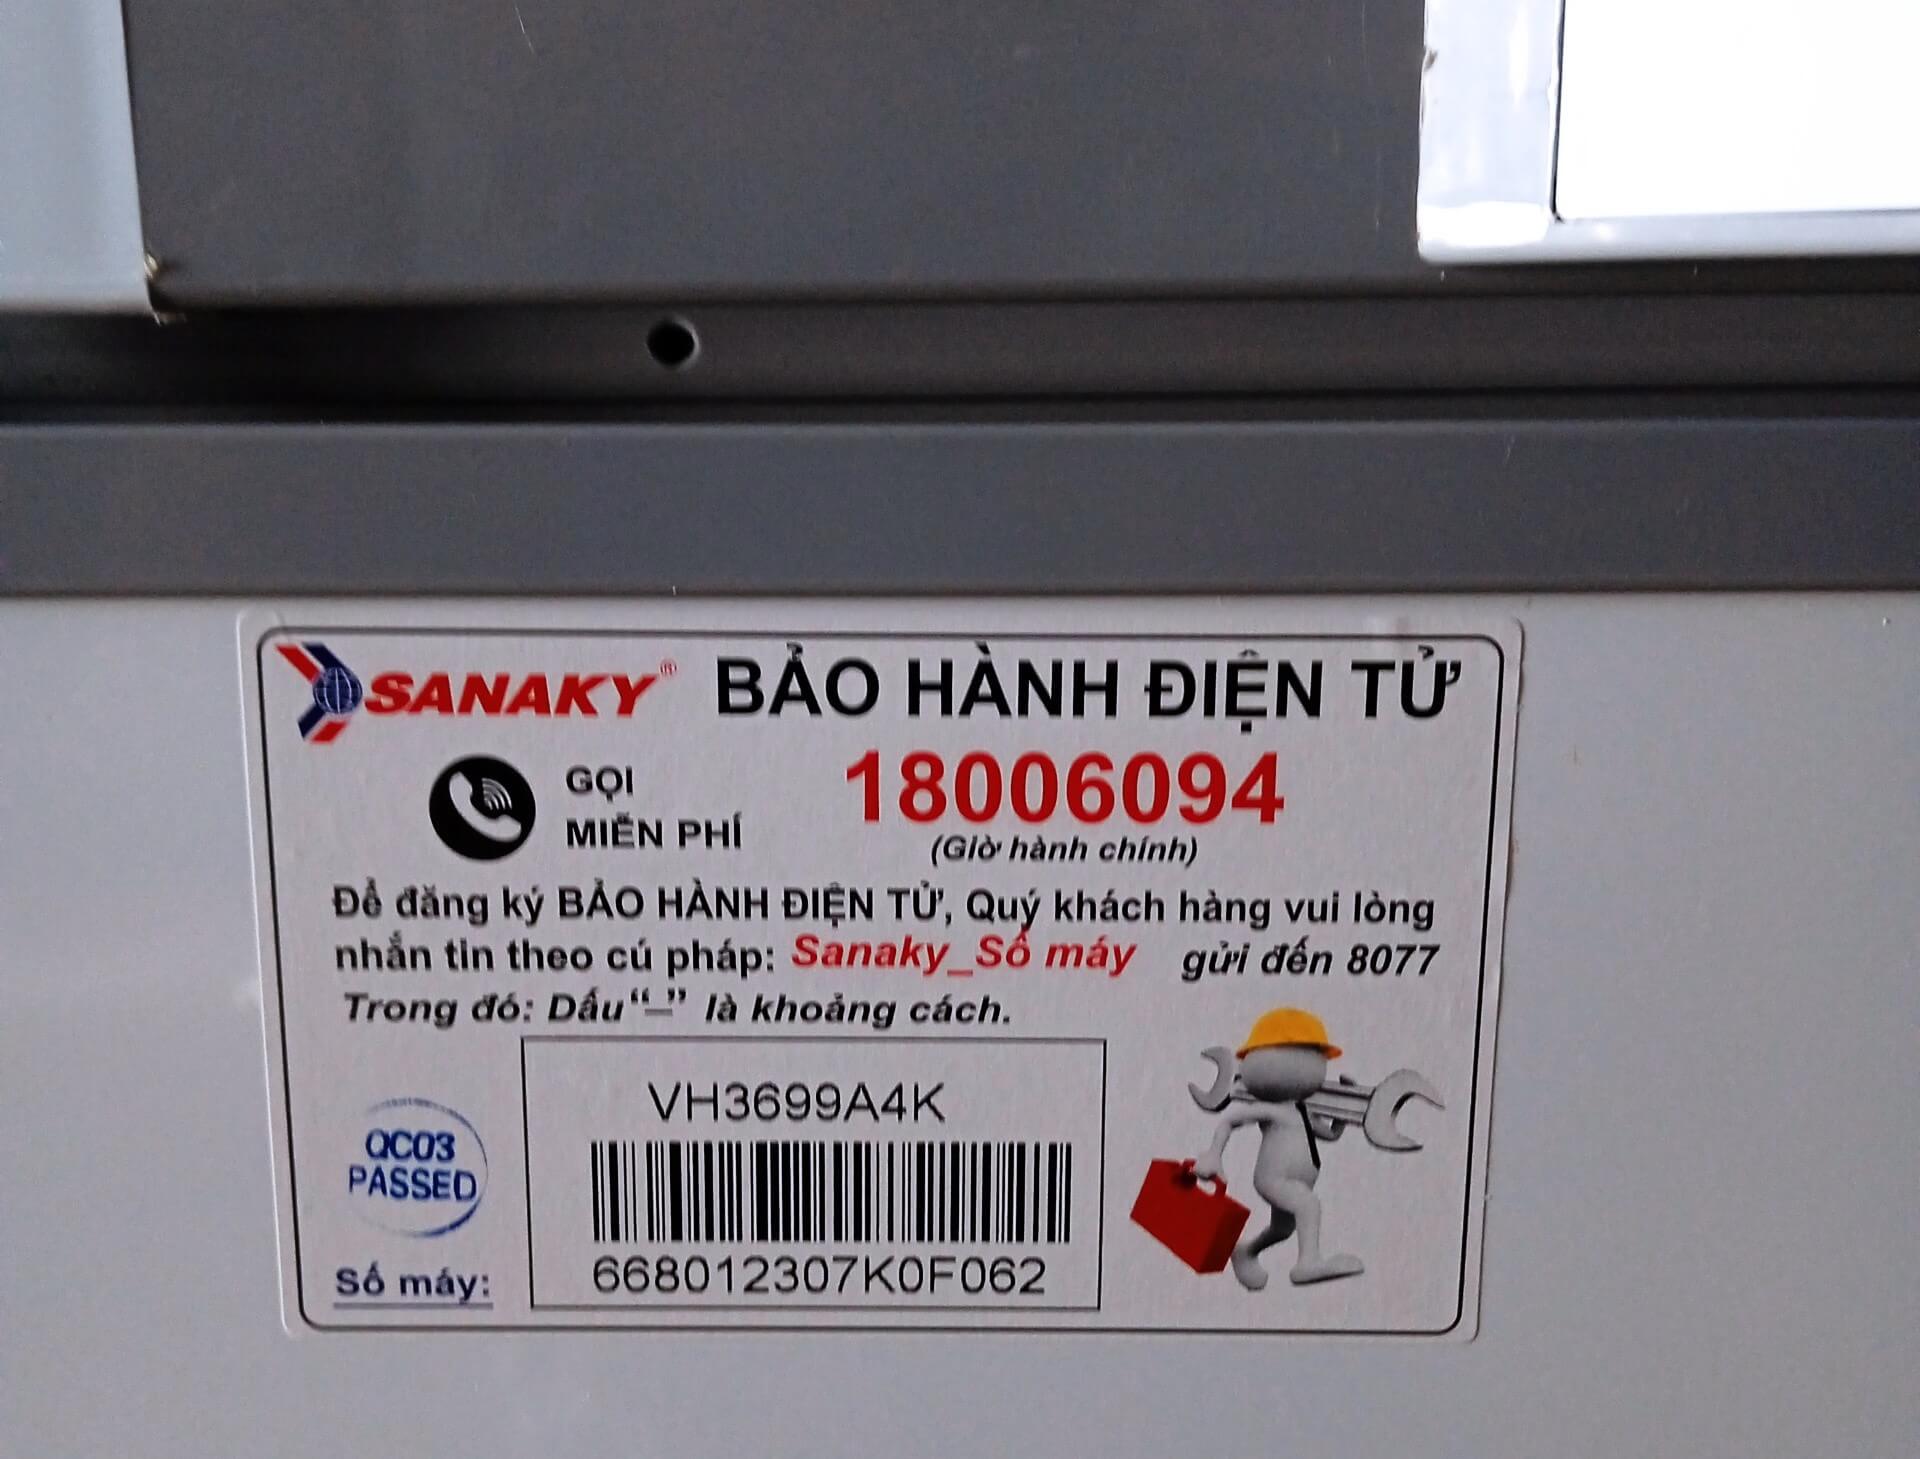 SANAKY® BẢO HÀNH ĐIỆN TỬ
GỌI
MIỄN PHÍ
18006094
(Giờ hành chính)
Để đăng ký BẢO HÀNH ĐIỆN TỬ, Quý khách hàng vui lòng
nhắn tin theo cú pháp: Sanaky_Số máy gửi đến 8077
Trong đó: Dấu “_” là khoảng cách.
VH3699A4K
QC03
PASSED
Số máy: 668012307K0F062